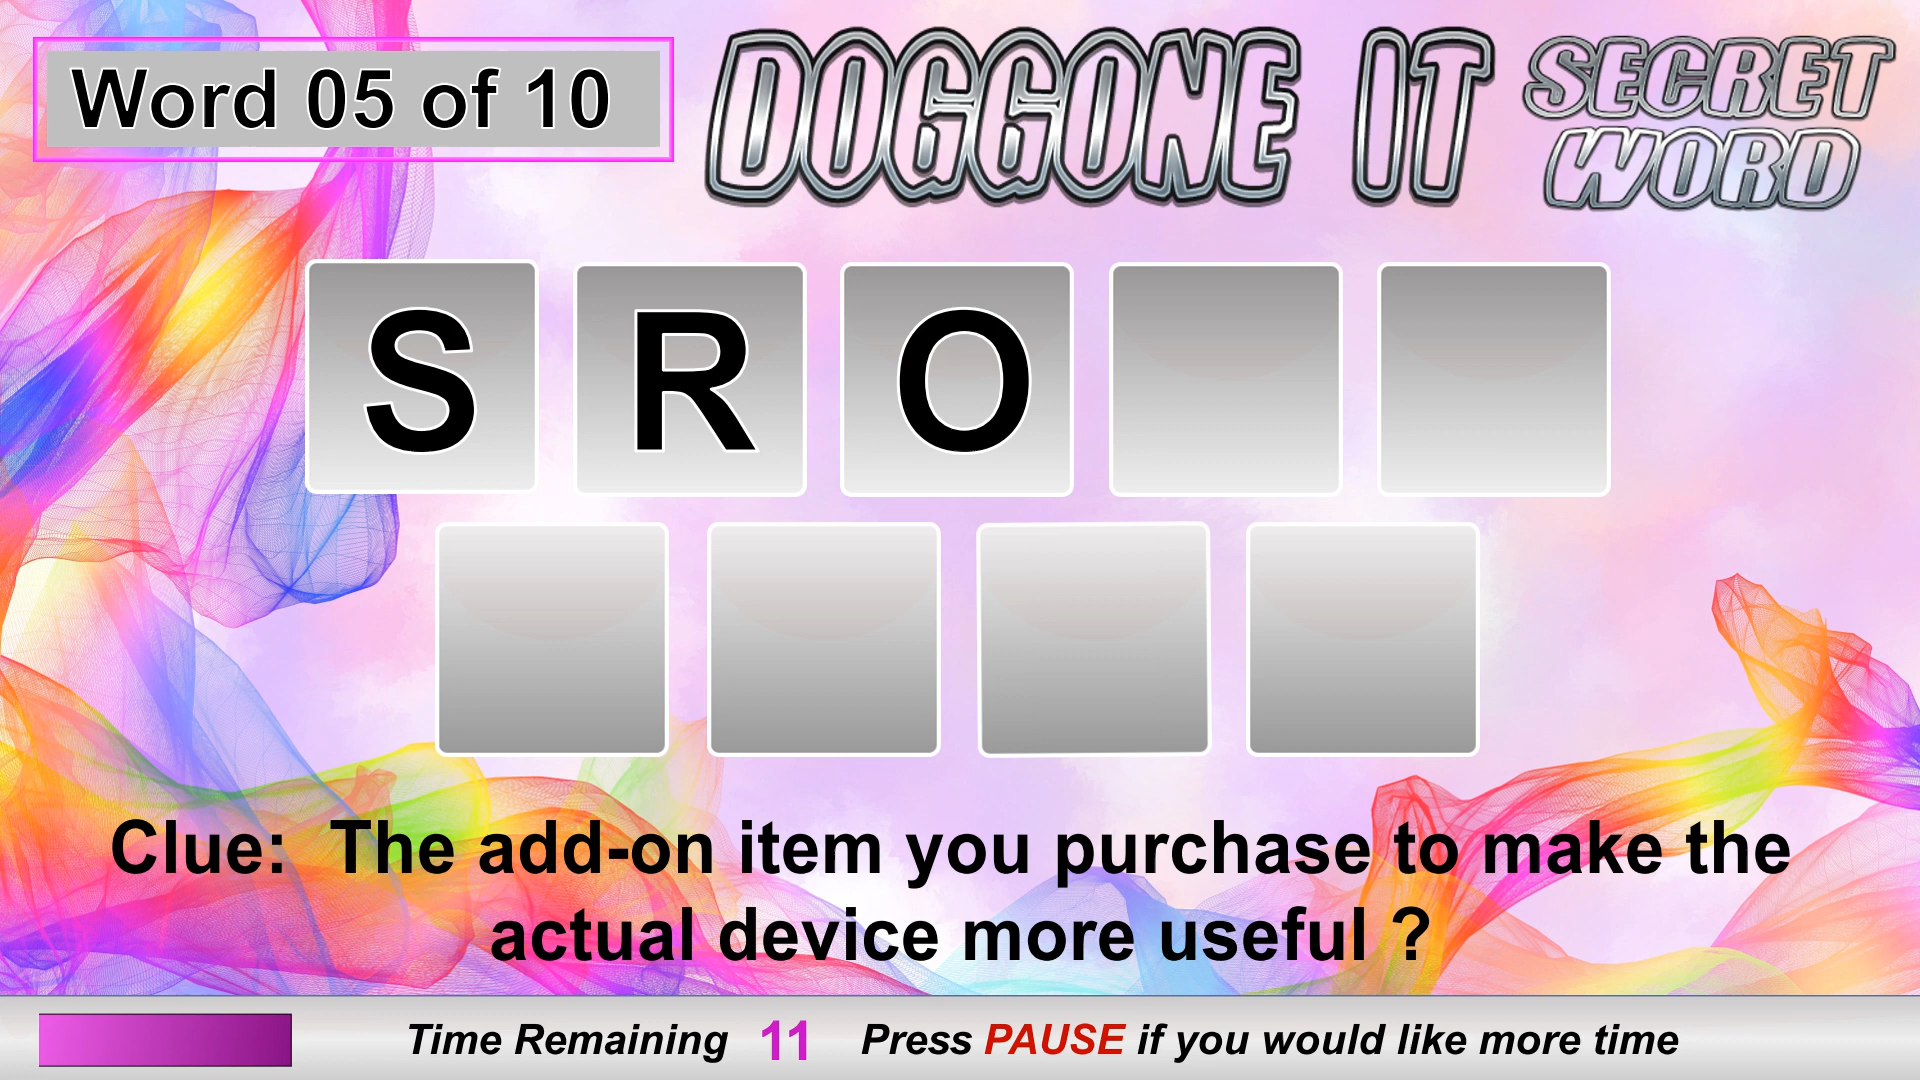 Word 05 of 10
DOGGONE IT SECRET WORD
S R O
Clue: The add-on item you purchase to make the
actual device more useful ?
Time Remaining 11 Press PAUSE if you would like more time